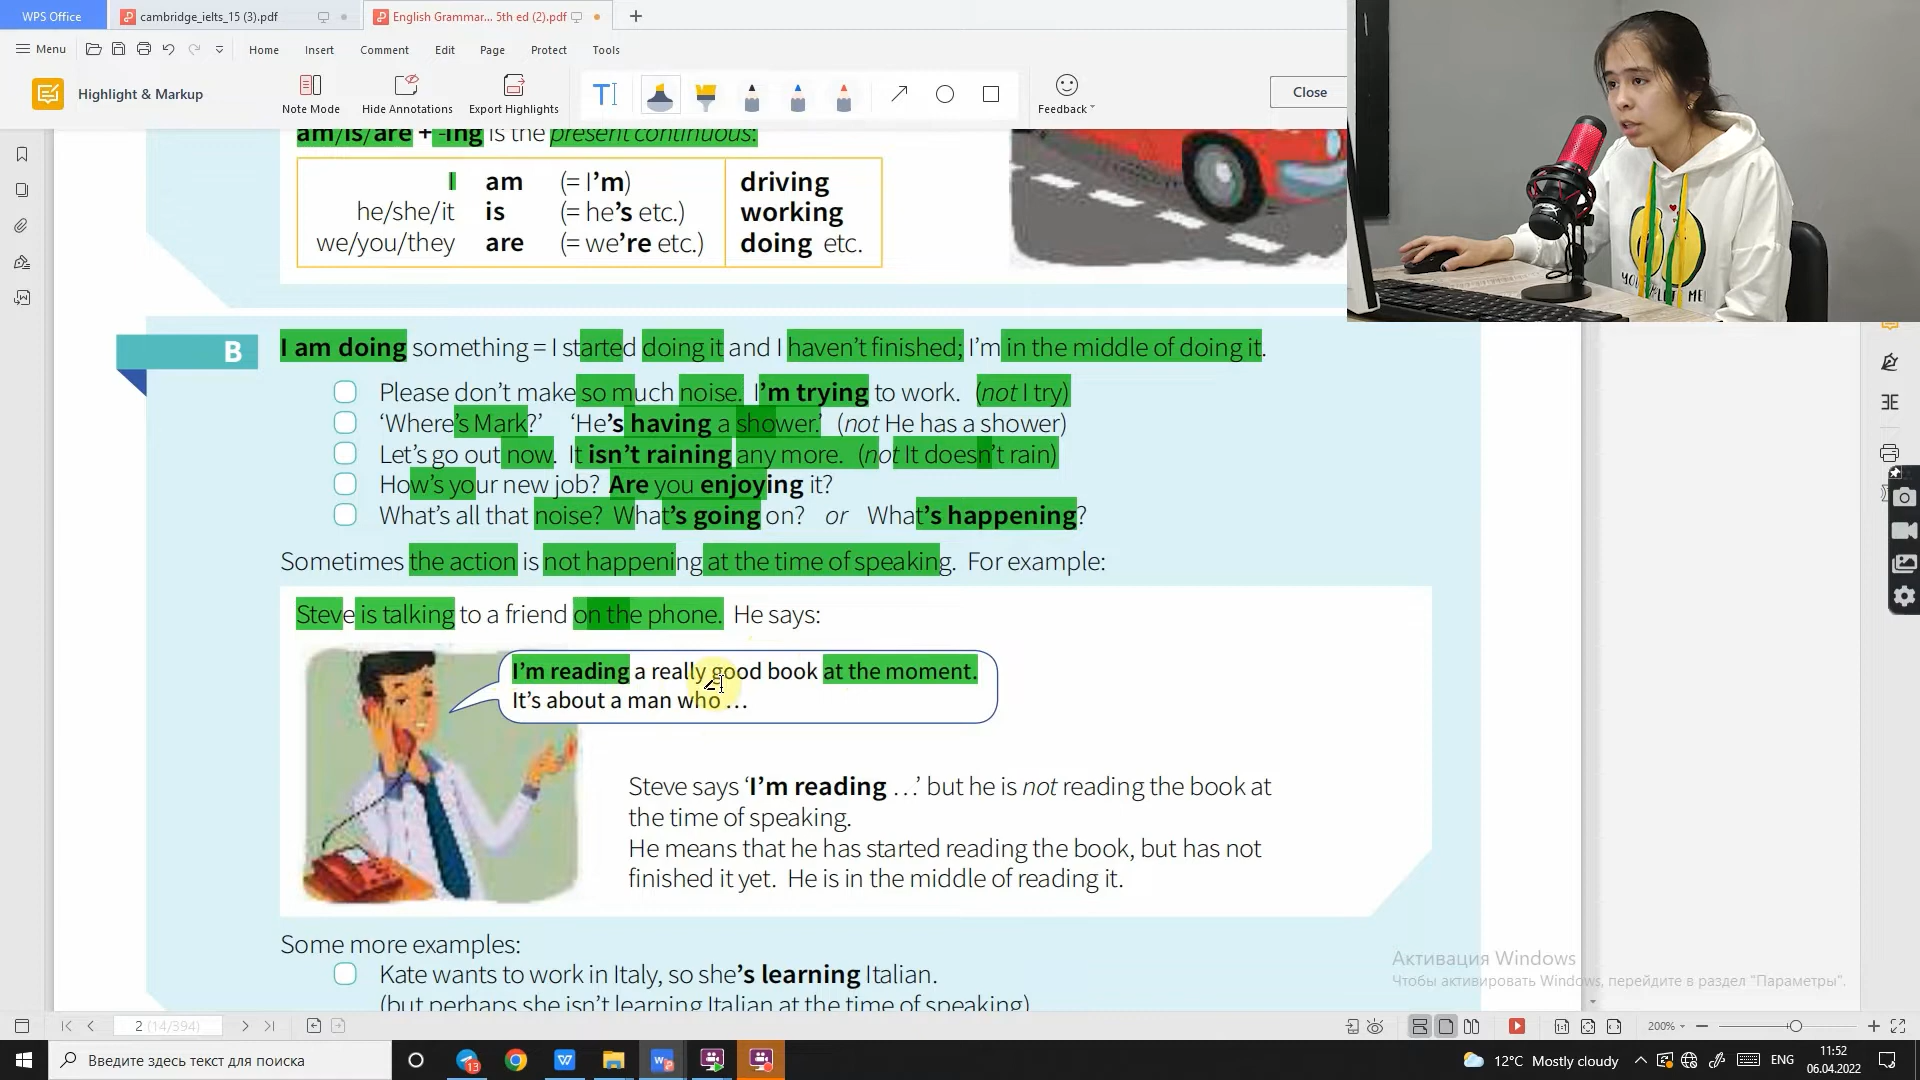 WPS Office
cambridge_ielts_15 (3).pdf
English Grammar... 5th ed (2).pdf
Menu
Home
Insert
Comment
Edit
Page
Protect
Tools
Highlight & Markup
Note Mode
Hide Annotations
Export Highlights
Feedback
Close
am/is/are + -ing is the present continuous:
I am (= I'm) driving
he/she/it is (= he's etc.) working
we/you/they are (= we're etc.) doing etc.
B
I am doing something = I started doing it and I haven't finished; I'm in the middle of doing it.
Please don't make so much noise. I'm trying to work. (not I try)
‘Where's Mark?’ ‘He's having a shower.’ (not He has a shower)
Let's go out now. It isn't raining any more. (not It doesn't rain)
How's your new job? Are you enjoying it?
What's all that noise? What's going on? or What's happening?
Sometimes the action is not happening at the time of speaking. For example:
Steve is talking to a friend on the phone. He says:
I'm reading a really good book at the moment.
It's about a man who …
Steve says ‘I'm reading …’ but he is not reading the book at
the time of speaking.
He means that he has started reading the book, but has not
finished it yet. He is in the middle of reading it.
Some more examples:
Kate wants to work in Italy, so she's learning Italian.
(but perhaps she isn't learning Italian at the time of speaking)
Активация Windows
Чтобы активировать Windows, перейдите в раздел "Параметры".
2 (14/394)
200%
Введите здесь текст для поиска
13
12°C Mostly cloudy
ENG
11:52
06.04.2022